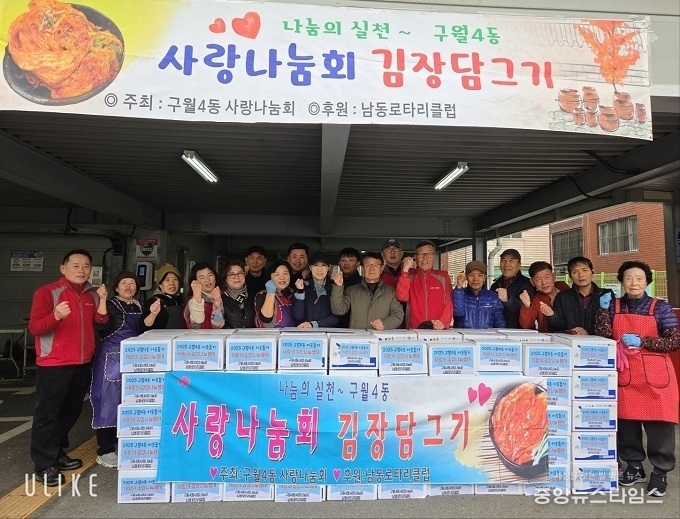 나눔의 실천 ~ 구월4동
사랑나눔회 김장담그기
◎ 주최 : 구월4동 사랑나눔회 ◎후원 : 남동로타리클럽
나눔의 실천~ 구월4동
사랑나눔회 김장담그기
♥주최:구월4동 사랑나눔회 ♥후원:남동로타리클럽
ULIKE
중앙뉴스타임스